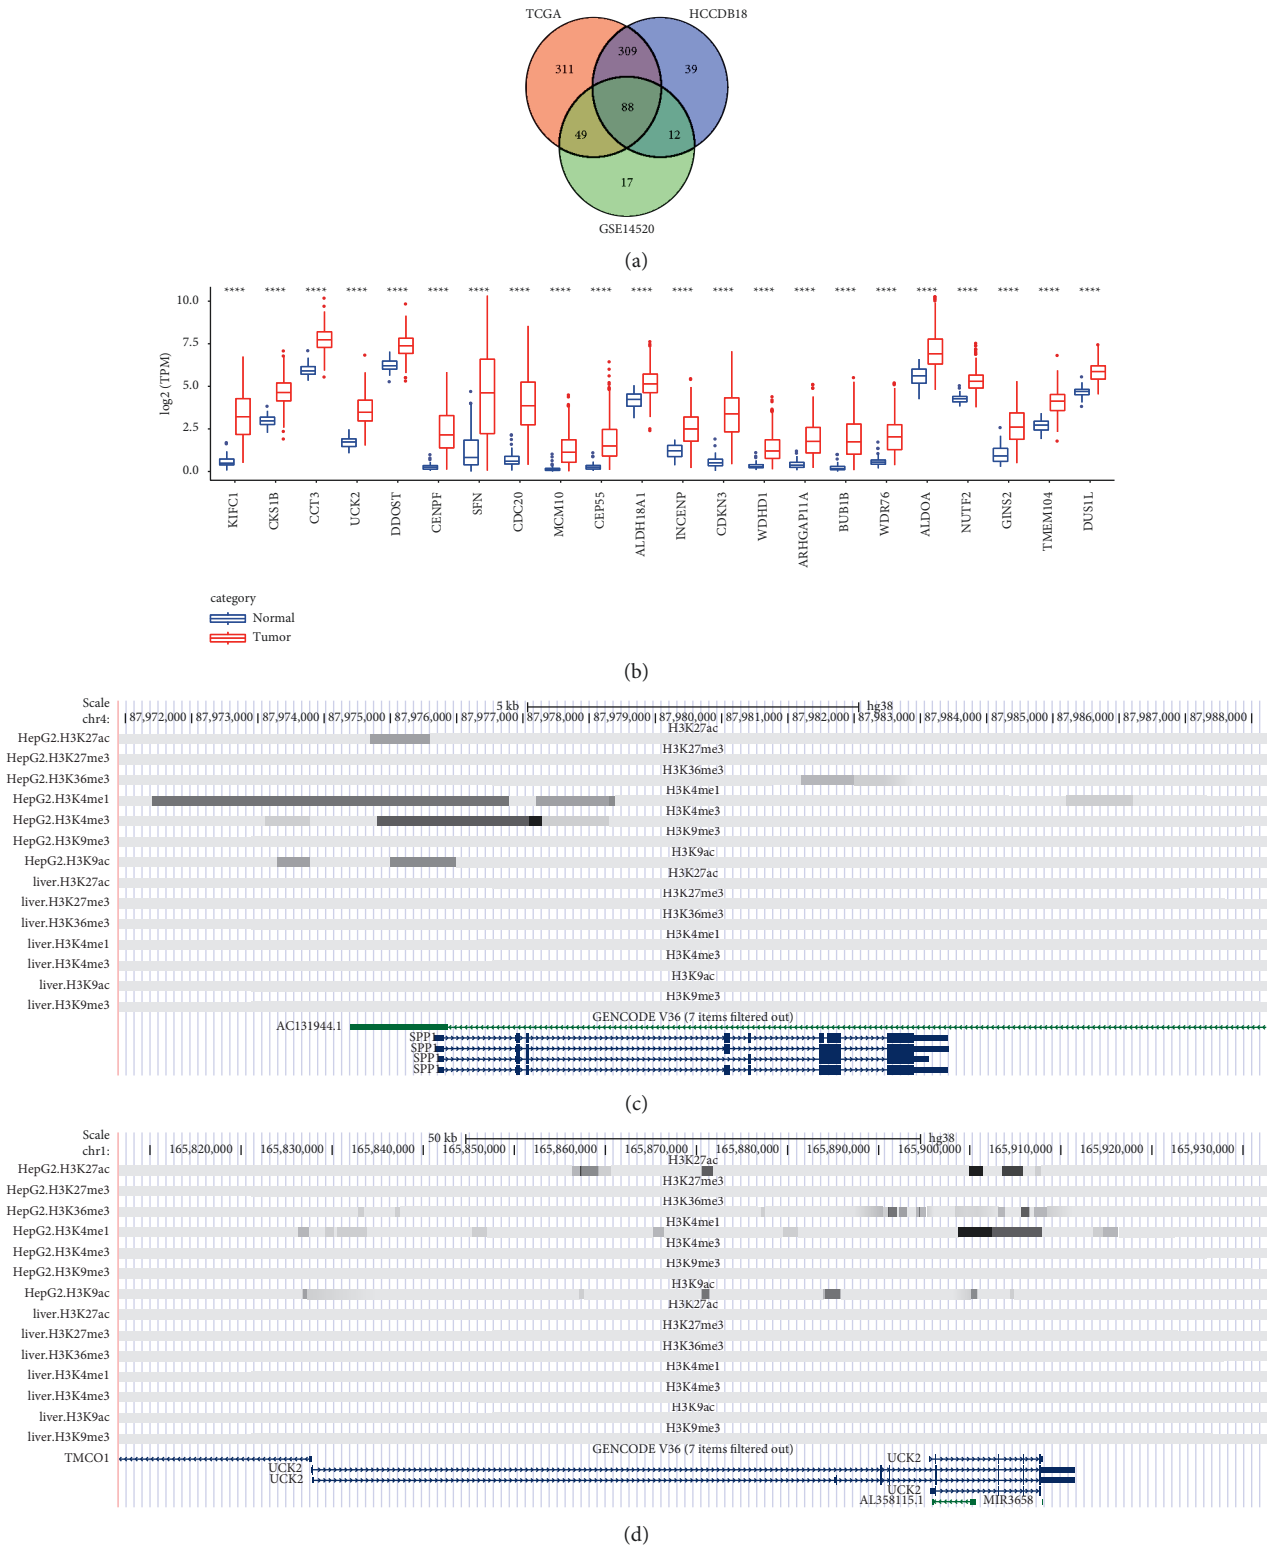 TCGA
HCCDB18
309
311
39
88
49
12
17
GSE14520
(a)
**** **** **** **** **** **** **** **** **** **** **** **** **** **** **** **** **** **** **** **** **** ****
log2 (TPM)
10.0
7.5
5.0
2.5
0.0
KIFC1
CKS1B
CCT3
UCK2
DDOST
CENPF
SFN
CDC20
MCM10
CEP55
ALDH18A1
INCENP
CDKN3
WDHD1
ARHGAP11A
BUB1B
WDR76
ALDOA
NUTF2
GINS2
TMEM104
DUS1L
category
Normal
Tumor
(b)
Scale 5 kb hg38
chr4: 87,972,000 87,973,000 87,974,000 87,975,000 87,976,000 87,977,000 87,978,000 87,979,000 87,980,000 87,981,000 87,982,000 87,983,000 87,984,000 87,985,000 87,986,000 87,987,000 87,988,000
H3K27ac
HepG2.H3K27ac
H3K27me3
HepG2.H3K27me3
H3K36me3
HepG2.H3K36me3
H3K4me1
HepG2.H3K4me1
H3K4me3
HepG2.H3K4me3
H3K9me3
HepG2.H3K9me3
H3K9ac
HepG2.H3K9ac
H3K27ac
liver.H3K27ac
H3K27me3
liver.H3K27me3
H3K36me3
liver.H3K36me3
H3K4me1
liver.H3K4me1
H3K4me3
liver.H3K4me3
H3K9ac
liver.H3K9ac
H3K9me3
liver.H3K9me3
GENCODE V36 (7 items filtered out)
AC131944.1
SPP1
SPP1
SPP1
SPP1
(c)
Scale 50 kb hg38
chr1: 165,820,000 165,830,000 165,840,000 165,850,000 165,860,000 165,870,000 165,880,000 165,890,000 165,900,000 165,910,000 165,920,000 165,930,000
H3K27ac
HepG2.H3K27ac
H3K27me3
HepG2.H3K27me3
H3K36me3
HepG2.H3K36me3
H3K4me1
HepG2.H3K4me1
H3K4me3
HepG2.H3K4me3
H3K9me3
HepG2.H3K9me3
H3K9ac
HepG2.H3K9ac
H3K27ac
liver.H3K27ac
H3K27me3
liver.H3K27me3
H3K36me3
liver.H3K36me3
H3K4me1
liver.H3K4me1
H3K4me3
liver.H3K4me3
H3K9ac
liver.H3K9ac
H3K9me3
liver.H3K9me3
GENCODE V36 (7 items filtered out)
TMCO1 UCK2
UCK2
UCK2
UCK2
AL358115.1 MIR3658
(d)